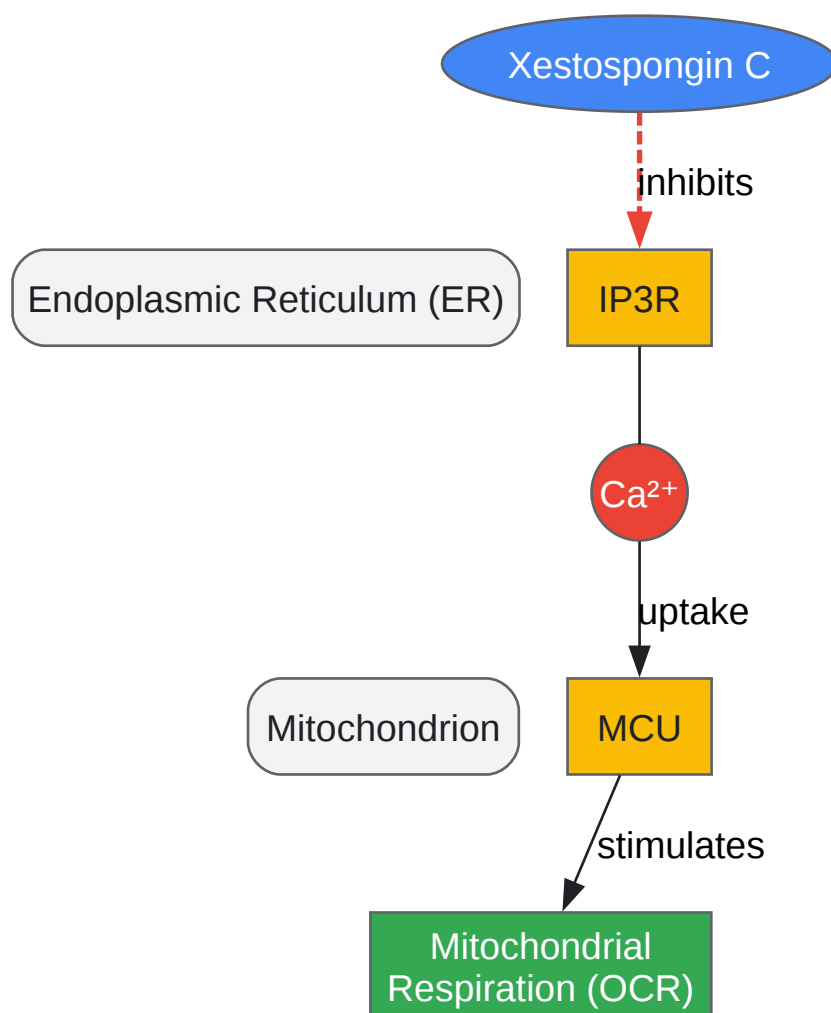 Xestospongin C
inhibits
Endoplasmic Reticulum (ER)
IP3R
Ca²⁺
uptake
Mitochondrion
MCU
stimulates
Mitochondrial
Respiration (OCR)